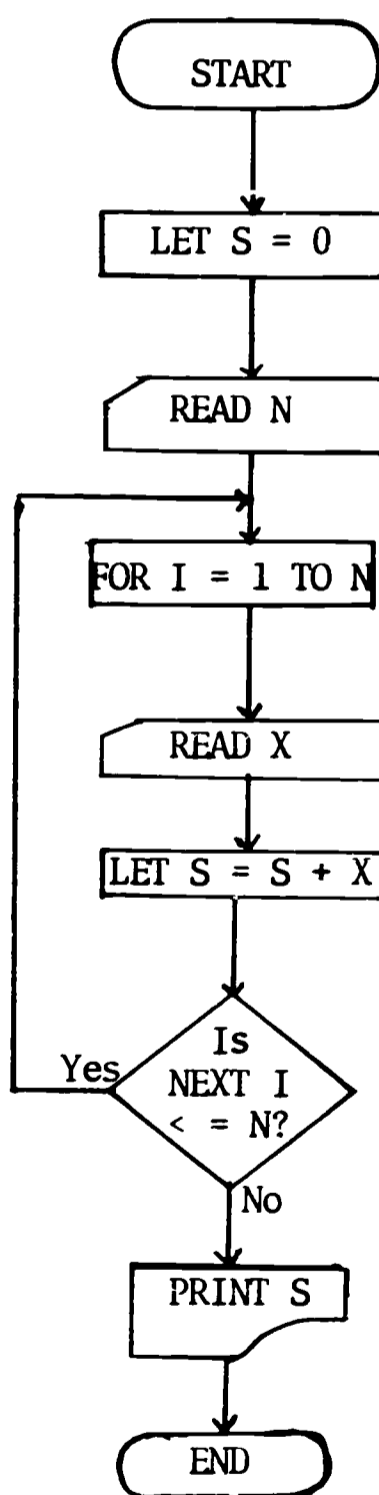 START
LET S = 0
READ N
FOR I = 1 TO N
READ X
LET S = S + X
Is
NEXT I
< = N?
Yes
No
PRINT S
END